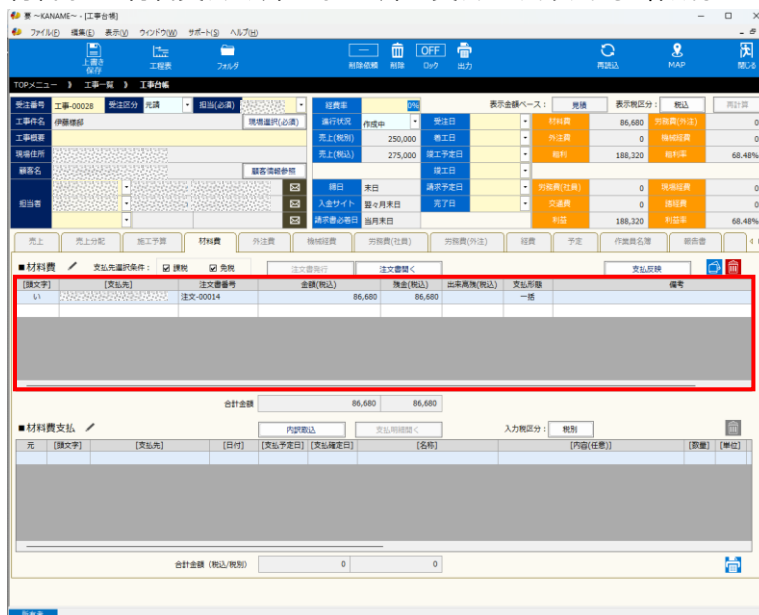 要 ～KANAME～ - [工事台帳]
ファイル(F) 編集(E) 表示(V) ウィンドウ(W) サポート(S) ヘルプ(H)
上書き保存 工程表 フォルダ 削除依頼 削除 OFF ロック 出力 再読込 MAP 閉じる
TOPメニュー 》 工事一覧 》 工事台帳
受注番号 工事-00028 受注区分 元請 担当(必須) 経費率 0% 表示金額ベース： 見積 表示税区分： 税込 再計算
工事件名 伊藤様邸 現場選択(必須) 進行状況 作成中 受注日 材料費 86,680 労務費(外注) 0
工事概要 売上(税別) 250,000 着工日 外注費 0 機械経費 0
現場住所 売上(税込) 275,000 竣工予定日 粗利 188,320 粗利率 68.48%
顧客名 顧客情報参照 竣工日
担当者 締日 末日 請求予定日 労務費(社員) 0 現場経費 0
入金サイト 翌々月末日 完了日 交通費 0 諸経費 0
請求書必着日 当月末日 利益 188,320 利益率 68.48%
売上 売上分配 施工予算 材料費 外注費 機械経費 労務費(社員) 労務費(外注) 経費 予定 作業員名簿 報告書
■材料費 支払先選択条件： 課税 免税 注文書発行 注文書開く 支払反映
[頭文字] [支払先] 注文書番号 金額(税込) 残金(税込) 出来高残(税込) 支払形態 備考
い 注文-00014 86,680 86,680 一括
合計金額 86,680 86,680
■材料費支払 内訳取込 支払明細開く 入力税区分： 税別
元 [頭文字] [支払先] [日付] [支払予定日] [支払確定日] [名称] [内容(任意)] [数量] [単位]
合計金額 (税込/税別) 0 0